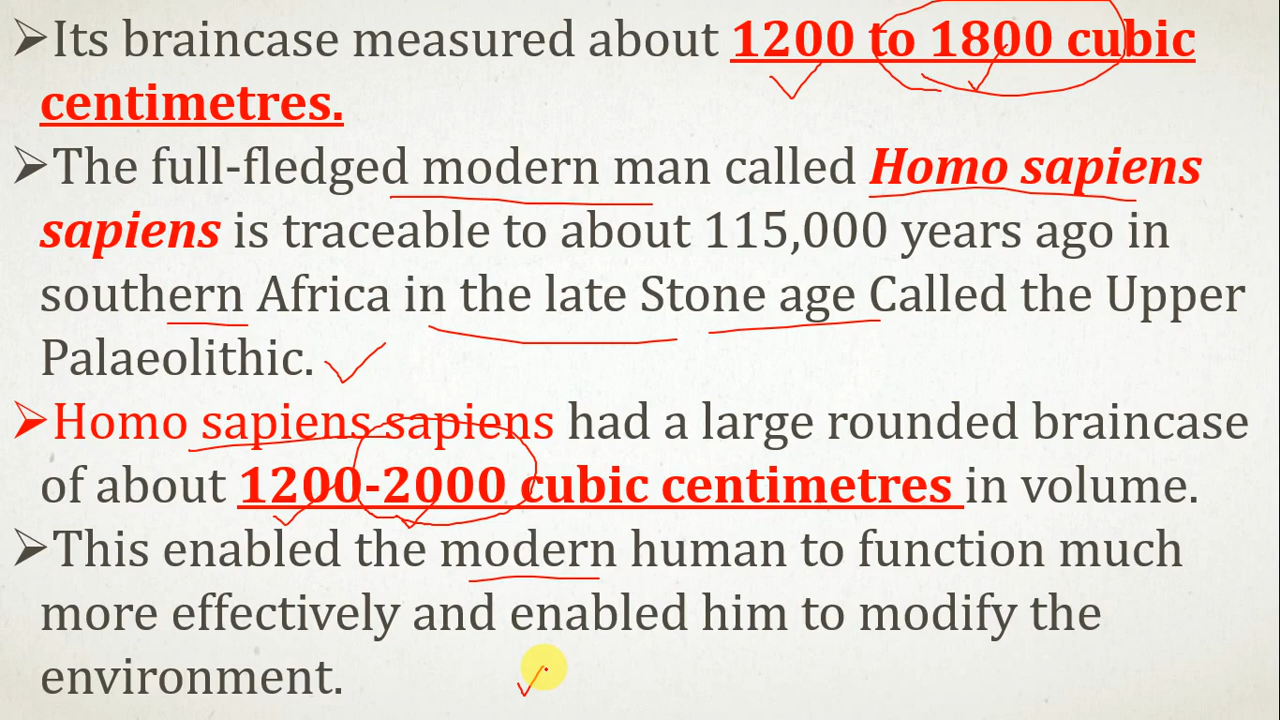 ➢Its braincase measured about 1200 to 1800 cubic
centimetres.
➢The full-fledged modern man called Homo sapiens
sapiens is traceable to about 115,000 years ago in
southern Africa in the late Stone age Called the Upper
Palaeolithic.
➢Homo sapiens sapiens had a large rounded braincase
of about 1200-2000 cubic centimetres in volume.
➢This enabled the modern human to function much
more effectively and enabled him to modify the
environment.